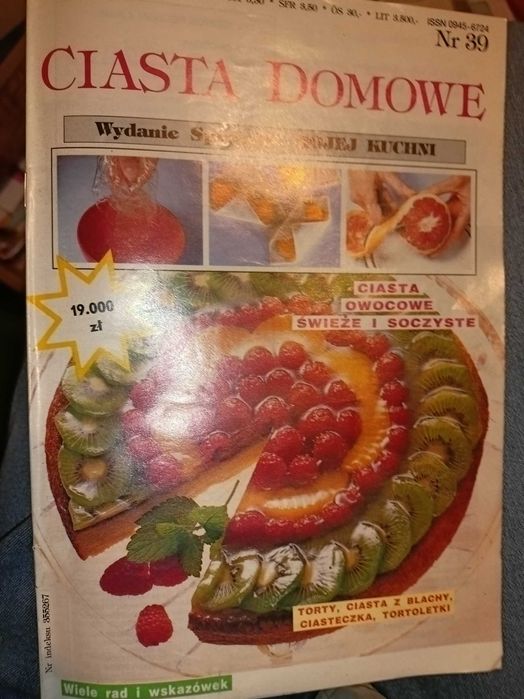 SFR 3,50 * ÖS 30,- * LIT 3.800,- ISSN 0945-6724
Nr 39
CIASTA DOMOWE
Wydanie KUCHNI
19.000
zł
CIASTA
OWOCOWE
ŚWIEŻE I SOCZYSTE
TORTY, CIASTA Z BLACHY,
CIASTECZKA, TORTOLETKI
Nr indeksu 355267
Wiele rad i wskazówek